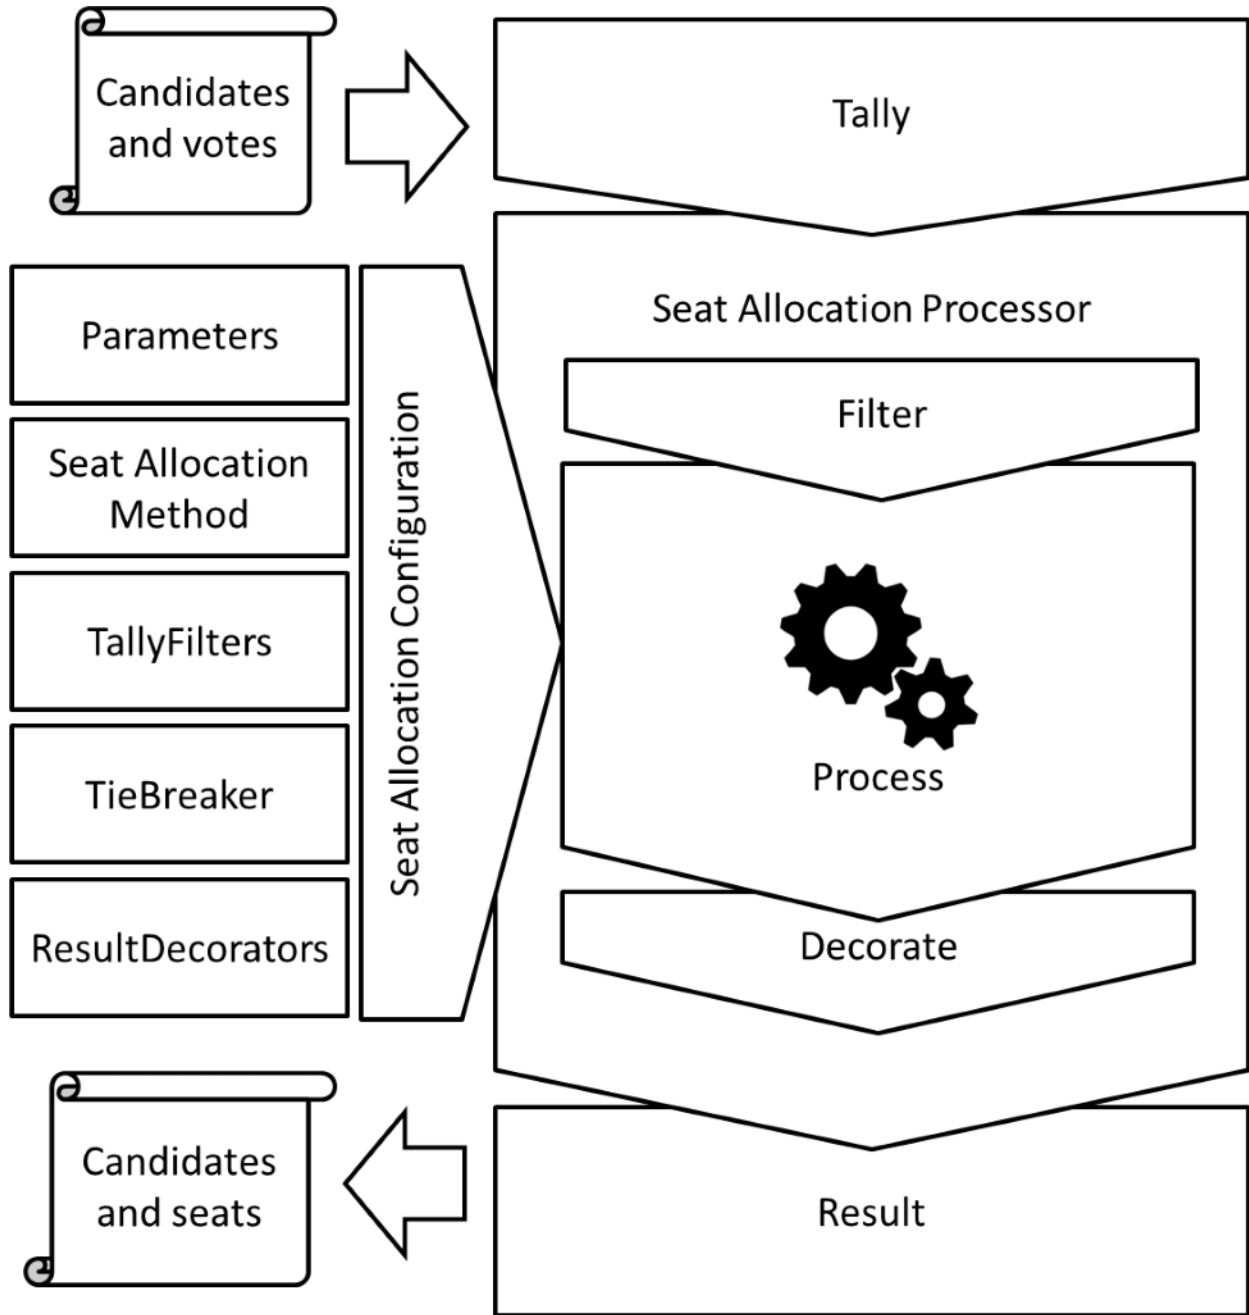 Candidates
and votes
Tally
Parameters
Seat Allocation
Method
TallyFilters
TieBreaker
ResultDecorators
Seat Allocation Configuration
Seat Allocation Processor
Filter
Process
Decorate
Candidates
and seats
Result